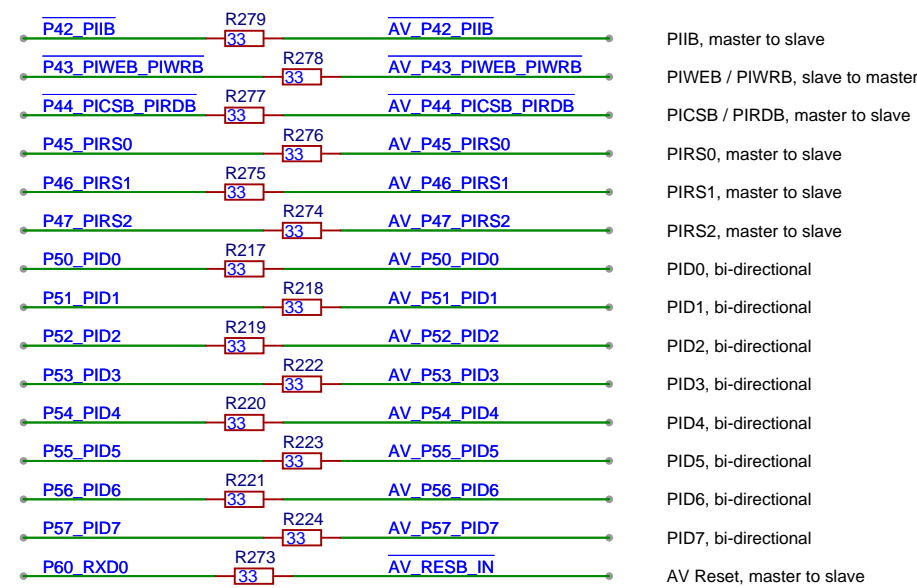 R279
P42_PIIB 33 AV_P42_PIIB PIIB, master to slave
R278
P43_PIWEB_PIWRB 33 AV_P43_PIWEB_PIWRB PIWEB / PIWRB, slave to master
R277
P44_PICSB_PIRDB 33 AV_P44_PICSB_PIRDB PICSB / PIRDB, master to slave
R276
P45_PIRS0 33 AV_P45_PIRS0 PIRS0, master to slave
R275
P46_PIRS1 33 AV_P46_PIRS1 PIRS1, master to slave
R274
P47_PIRS2 33 AV_P47_PIRS2 PIRS2, master to slave
R217
P50_PID0 33 AV_P50_PID0 PID0, bi-directional
R218
P51_PID1 33 AV_P51_PID1 PID1, bi-directional
R219
P52_PID2 33 AV_P52_PID2 PID2, bi-directional
R222
P53_PID3 33 AV_P53_PID3 PID3, bi-directional
R220
P54_PID4 33 AV_P54_PID4 PID4, bi-directional
R223
P55_PID5 33 AV_P55_PID5 PID5, bi-directional
R221
P56_PID6 33 AV_P56_PID6 PID6, bi-directional
R224
P57_PID7 33 AV_P57_PID7 PID7, bi-directional
R273
P60_RXD0 33 AV_RESB_IN AV Reset, master to slave